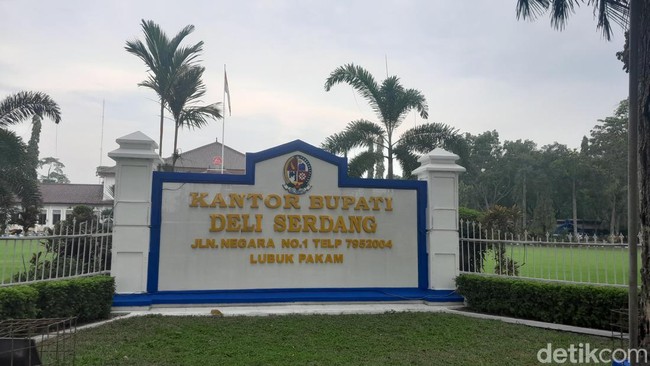 KANTOR BUPATI
DELI SERDANG
JLN. NEGARA NO.1 TELP 7952004
LUBUK PAKAM
detikcom